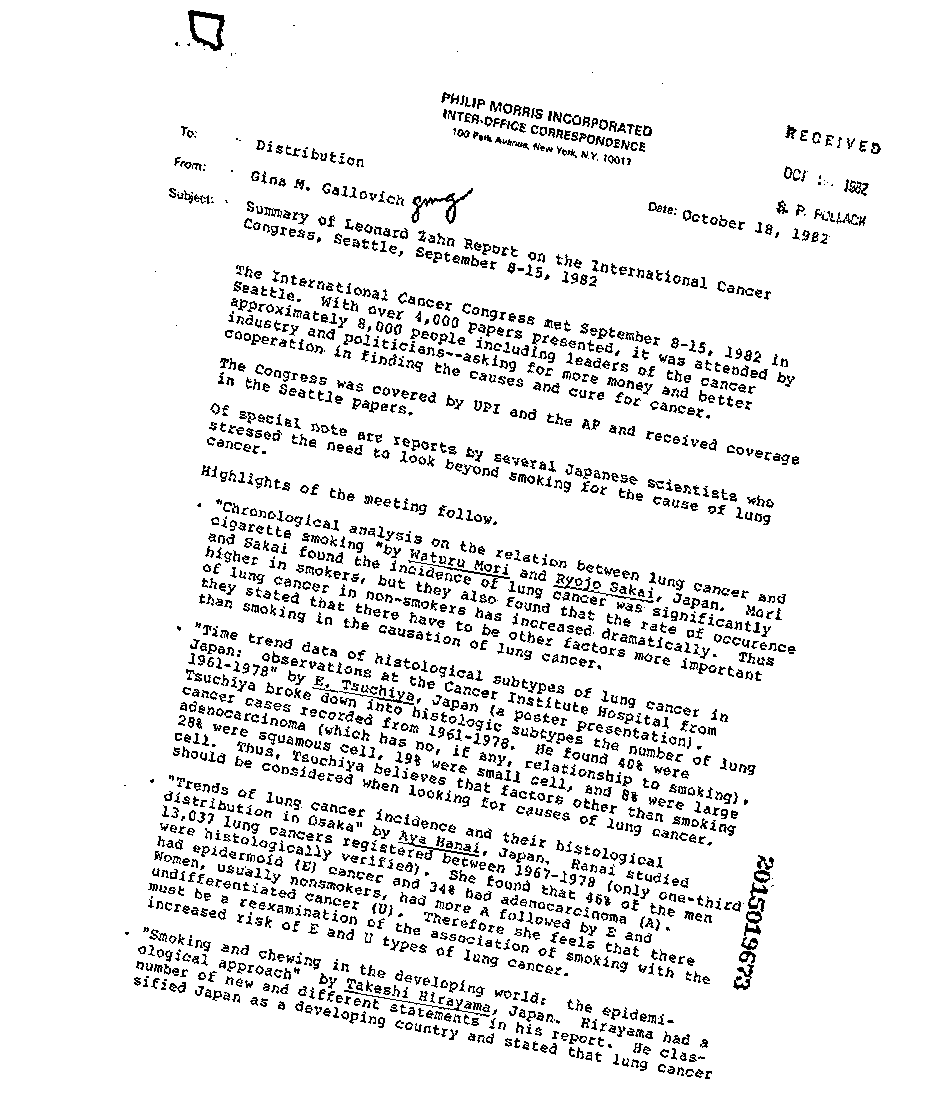 PHILIP MORRIS INCORPORATED
INTER-OFFICE CORRESPONDENCE
100 Park Avenue, New York, N.Y. 10017
RECEIVED
OCT 1982
S. P. POLLACK
To: Distribution
From: Gina M. Gallovich gmg
Date: October 18, 1982
Subject: Summary of Leonard Zahn Report on the International Cancer
Congress, Seattle, September 8-15, 1982
The International Cancer Congress met September 8-15, 1982 in
Seattle. With over 4,000 papers presented, it was attended by
approximately 8,000 people including leaders of the cancer
industry and politicians--asking for more money and better
cooperation in finding the causes and cure for cancer.
The Congress was covered by UPI and the AP and received coverage
in the Seattle papers.
Of special note are reports by several Japanese scientists who
stressed the need to look beyond smoking for the cause of lung
cancer.
Highlights of the meeting follow.
. "Chronological analysis on the relation between lung cancer and
cigarette smoking "by Waturu Mori and Ryojo Sakai, Japan. Mori
and Sakai found the incidence of lung cancer was significantly
higher in smokers, but they also found that the rate of occurence
of lung cancer in non-smokers has increased dramatically. Thus
they stated that there have to be other factors more important
than smoking in the causation of lung cancer.
. "Time trend data of histological subtypes of lung cancer in
Japan: observations at the Cancer Institute Hospital from
1961-1978" by E. Tsuchiya, Japan (a poster presentation).
Tsuchiya broke down into histologic subtypes the number of lung
cancer cases recorded from 1961-1978. He found 40% were
adenocarcinoma (which has no, if any, relationship to smoking),
28% were squamous cell, 19% were small cell, and 8% were large
cell. Thus, Tsuchiya believes that factors other than smoking
should be considered when looking for causes of lung cancer.
. "Trends of lung cancer incidence and their histological
distribution in Osaka" by Aya Hanai, Japan. Hanai studied
13,037 lung cancers registered between 1967-1978 (only one-third
were histologically verified). She found that 46% of the men
had epidermoid (E) cancer and 34% had adenocarcinoma (A).
Women, usually nonsmokers, had more A followed by E and
undifferentiated cancer (U). Therefore she feels that there
must be a reexamination of the association of smoking with the
increased risk of E and U types of lung cancer.
. "Smoking and chewing in the developing world: the epidemi-
ological approach" by Takeshi Hirayama, Japan. Hirayama had a
number of new and different statements in his report. He clas-
sified Japan as a developing country and stated that lung cancer
2015019673